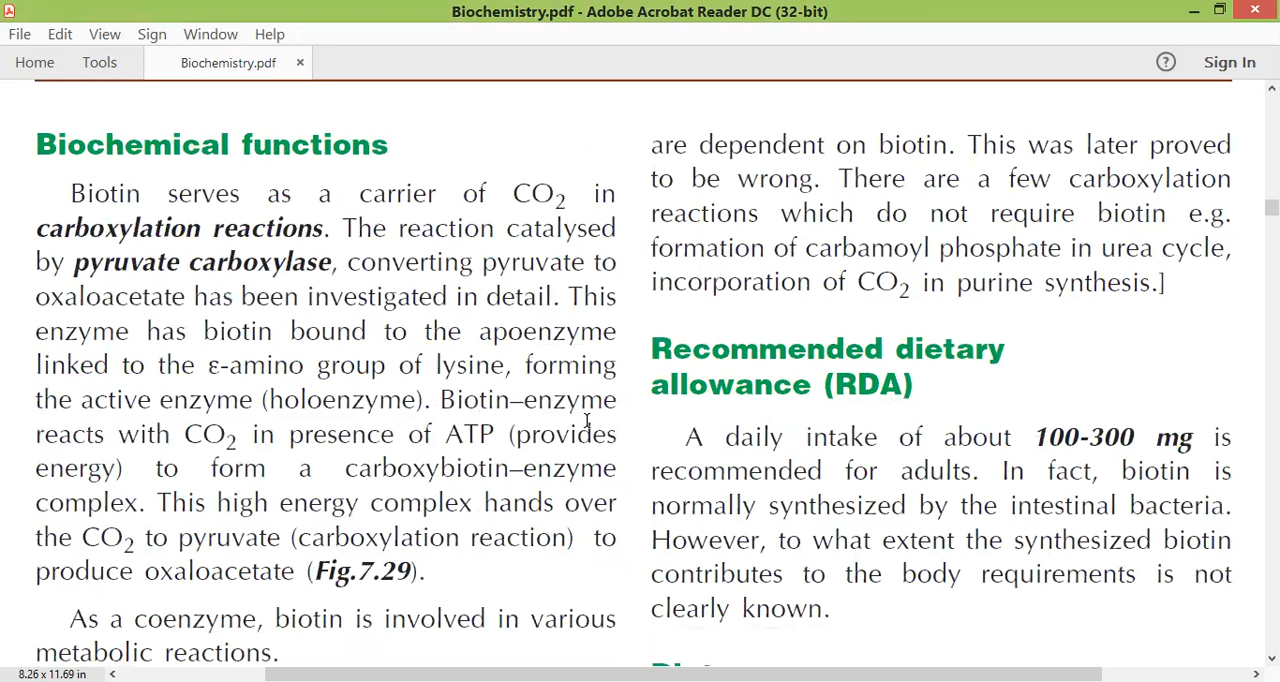 Biochemistry.pdf - Adobe Acrobat Reader DC (32-bit)
File Edit View Sign Window Help
Home Tools Biochemistry.pdf × ? Sign In
Biochemical functions
Biotin serves as a carrier of CO2 in
carboxylation reactions. The reaction catalysed
by pyruvate carboxylase, converting pyruvate to
oxaloacetate has been investigated in detail. This
enzyme has biotin bound to the apoenzyme
linked to the ε-amino group of lysine, forming
the active enzyme (holoenzyme). Biotin–enzyme
reacts with CO2 in presence of ATP (provides
energy) to form a carboxybiotin–enzyme
complex. This high energy complex hands over
the CO2 to pyruvate (carboxylation reaction) to
produce oxaloacetate (Fig.7.29).
As a coenzyme, biotin is involved in various
metabolic reactions.
are dependent on biotin. This was later proved
to be wrong. There are a few carboxylation
reactions which do not require biotin e.g.
formation of carbamoyl phosphate in urea cycle,
incorporation of CO2 in purine synthesis.]
Recommended dietary
allowance (RDA)
A daily intake of about 100-300 mg is
recommended for adults. In fact, biotin is
normally synthesized by the intestinal bacteria.
However, to what extent the synthesized biotin
contributes to the body requirements is not
clearly known.
8.26 x 11.69 in